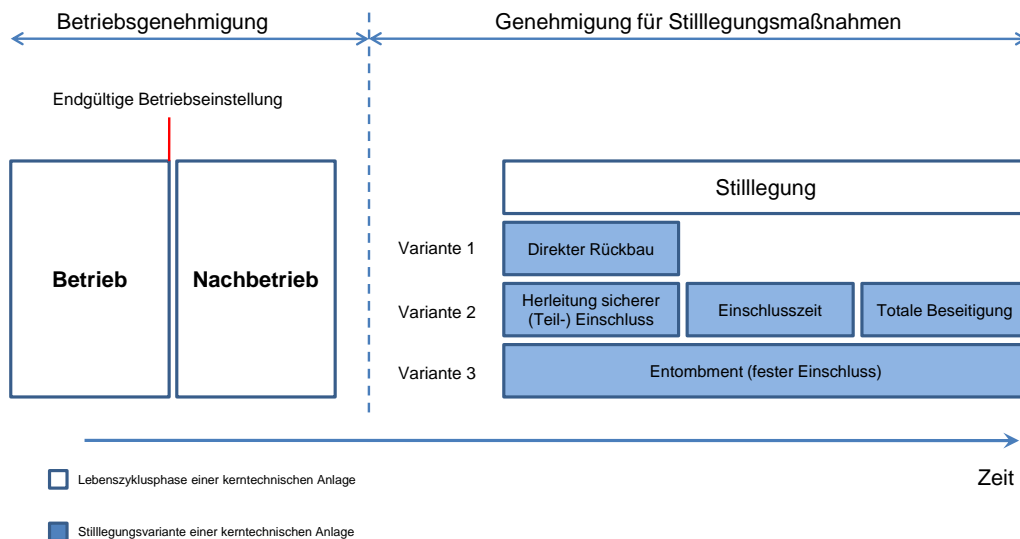 Betriebsgenehmigung
Genehmigung für Stilllegungsmaßnahmen
Endgültige Betriebseinstellung
Betrieb
Nachbetrieb
Stilllegung
Variante 1
Direkter Rückbau
Variante 2
Herleitung sicherer
(Teil-) Einschluss
Einschlusszeit
Totale Beseitigung
Variante 3
Entombment (fester Einschluss)
Zeit
Lebenszyklusphase einer kerntechnischen Anlage
Stilllegungsvariante einer kerntechnischen Anlage